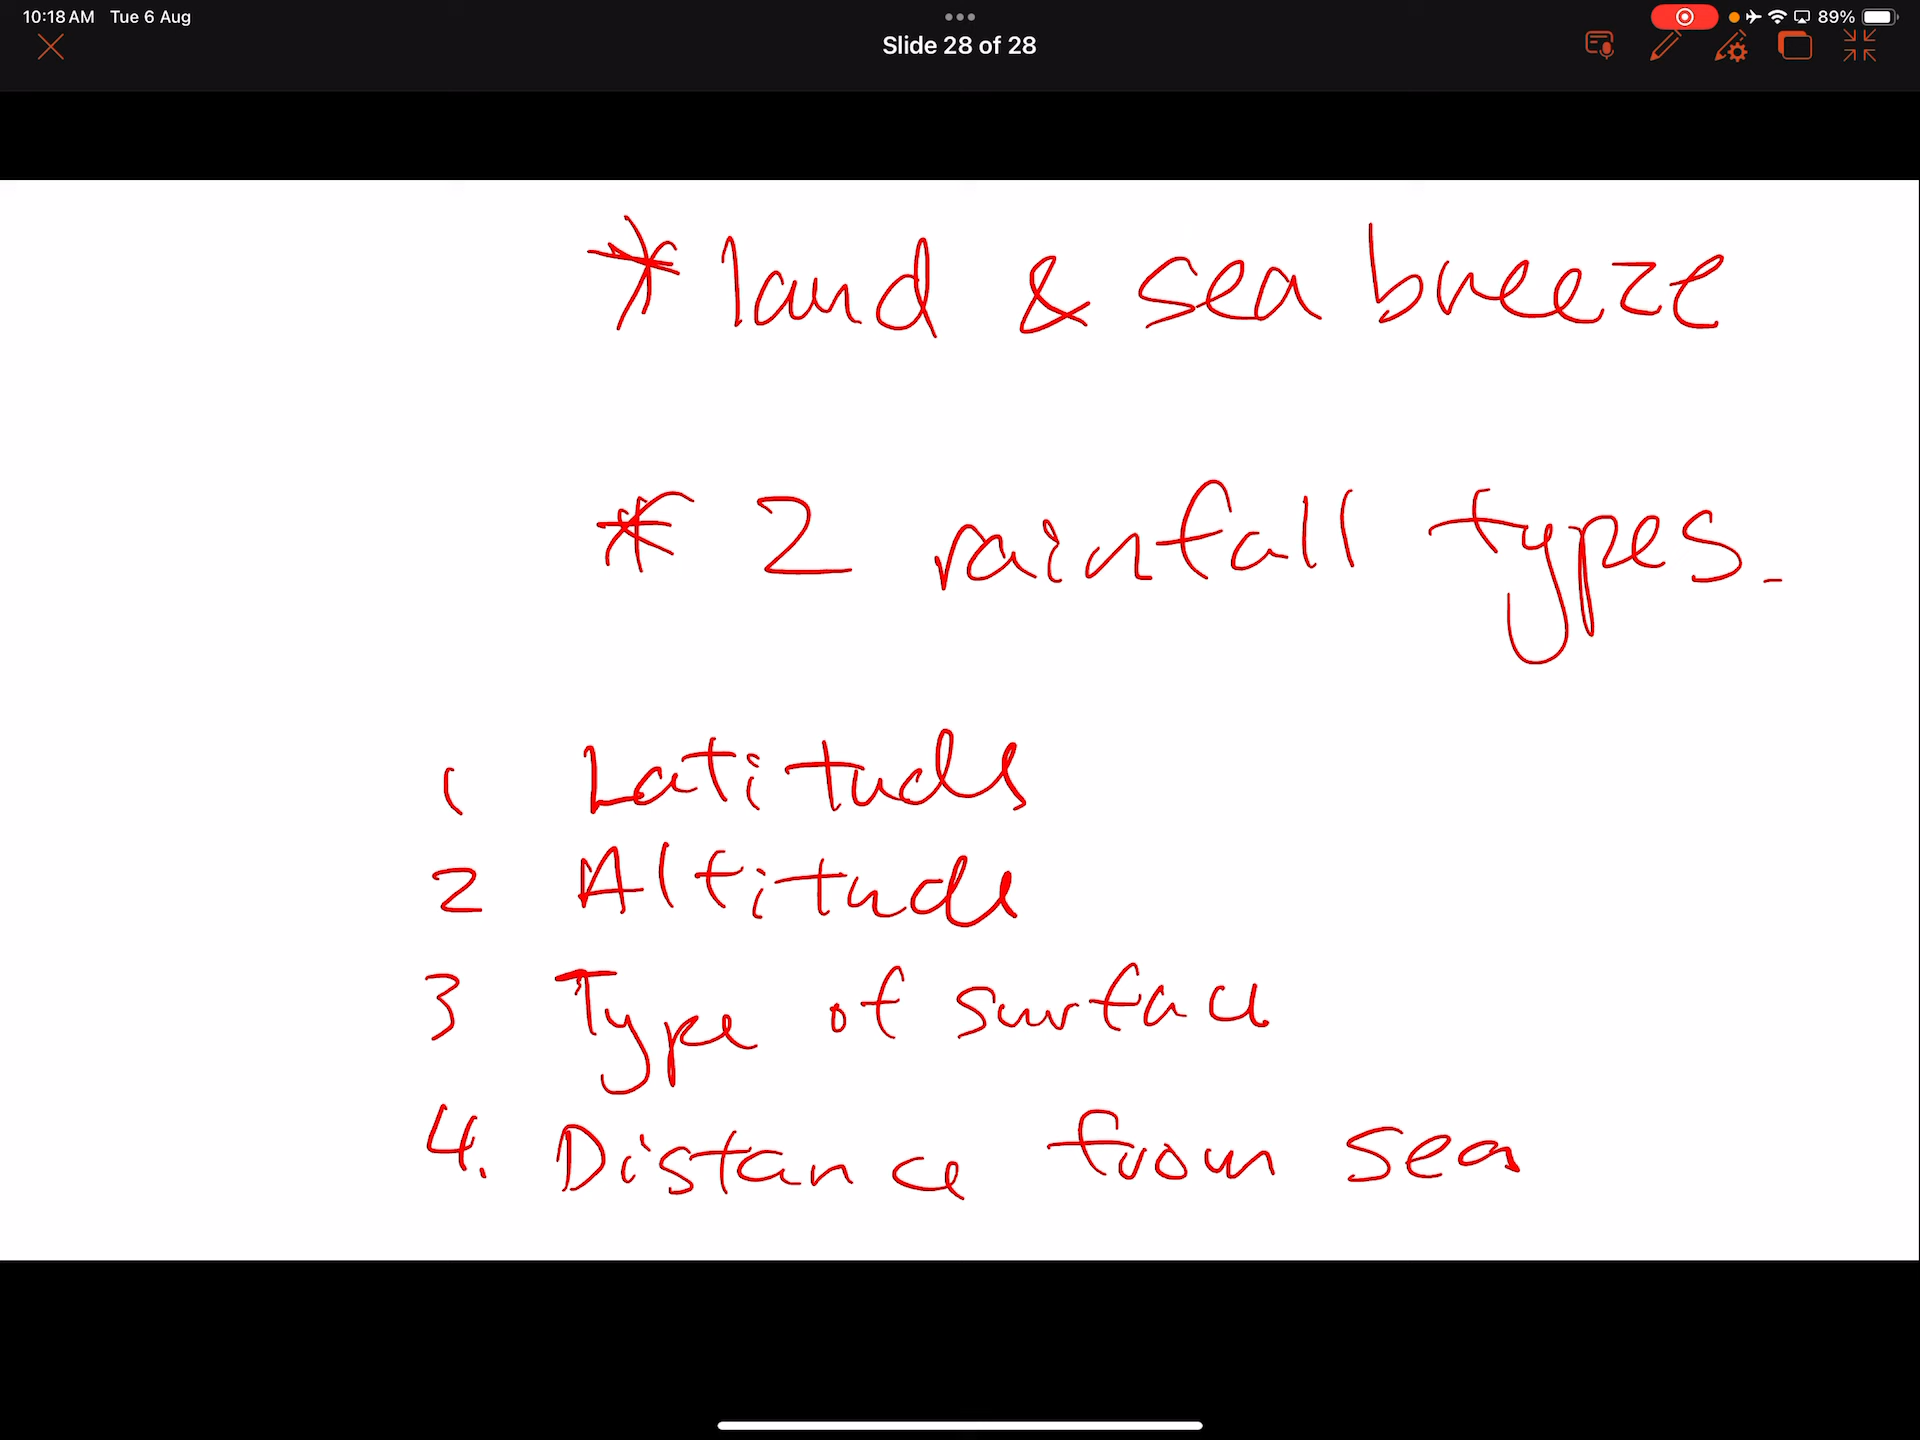 10:18 AM Tue 6 Aug
89%
Slide 28 of 28
* land & sea breeze
* 2 rainfall types.
1 Latitude
2 Altitude
3 Type of surface
4. Distance from sea